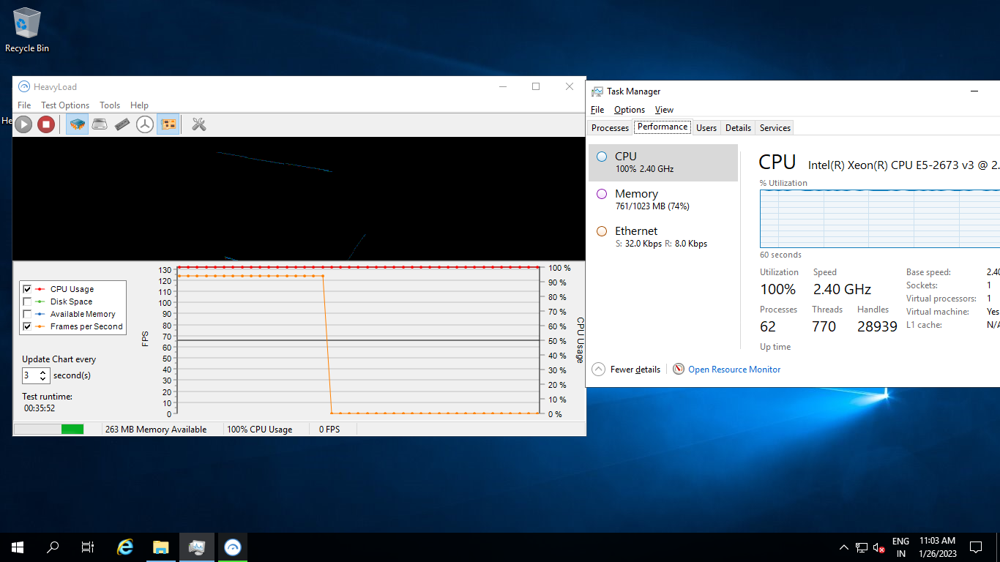 Recycle Bin
He
HeavyLoad
File Test Options Tools Help
CPU Usage
Disk Space
Available Memory
Frames per Second
Update Chart every
3 second(s)
Test runtime:
00:35:52
FPS
130
120
110
100
90
80
70
60
50
40
30
20
10
0
100 %
90 %
80 %
70 %
60 %
50 %
40 %
30 %
20 %
10 %
0 %
CPU Usage
263 MB Memory Available 100% CPU Usage 0 FPS
Task Manager
File Options View
Processes Performance Users Details Services
CPU
100% 2.40 GHz
Memory
761/1023 MB (74%)
Ethernet
S: 32.0 Kbps R: 8.0 Kbps
CPU Intel(R) Xeon(R) CPU E5-2673 v3 @ 2.
% Utilization
60 seconds
Utilization Speed
100% 2.40 GHz
Processes Threads Handles
62 770 28939
Up time
Base speed: 2.40
Sockets: 1
Virtual processors: 1
Virtual machine: Yes
L1 cache: N/A
Fewer details Open Resource Monitor
ENG
IN
11:03 AM
1/26/2023